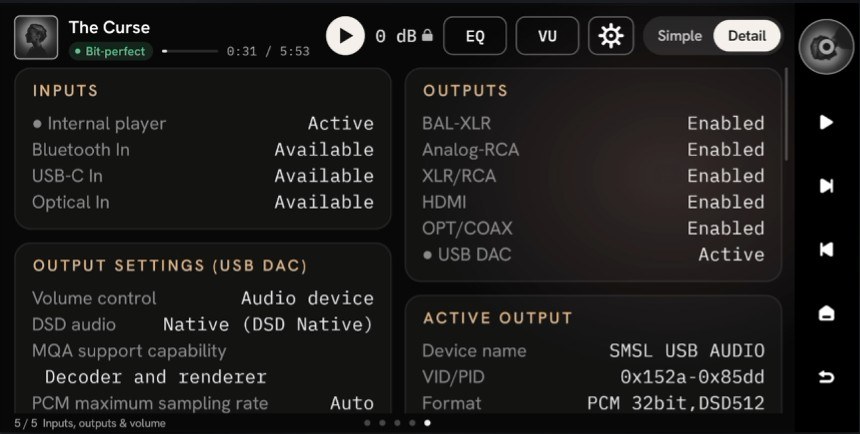 The Curse
Bit-perfect 0:31 / 5:53
0 dB EQ VU Simple Detail
INPUTS
Internal player Active
Bluetooth In Available
USB-C In Available
Optical In Available
OUTPUT SETTINGS (USB DAC)
Volume control Audio device
DSD audio Native (DSD Native)
MQA support capability
Decoder and renderer
PCM maximum sampling rate Auto
OUTPUTS
BAL-XLR Enabled
Analog-RCA Enabled
XLR/RCA Enabled
HDMI Enabled
OPT/COAX Enabled
USB DAC Active
ACTIVE OUTPUT
Device name SMSL USB AUDIO
VID/PID 0x152a-0x85dd
Format PCM 32bit,DSD512
5/5 Inputs, outputs & volume